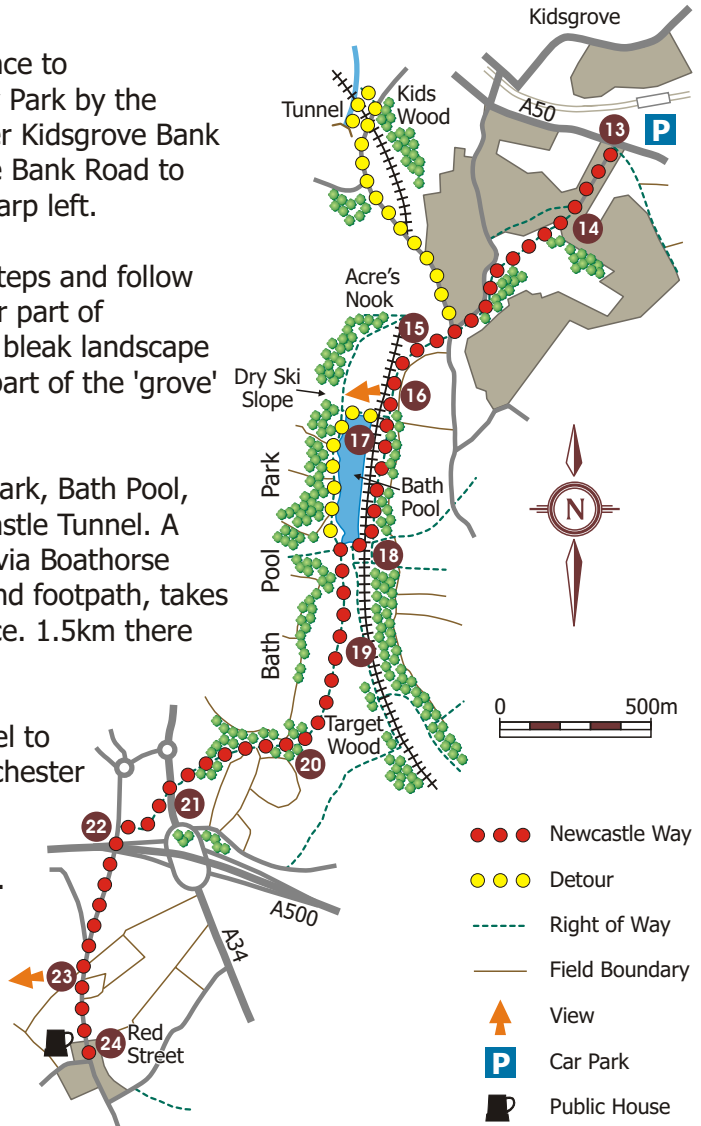 nce to
Park by the
er Kidsgrove Bank
e Bank Road to
arp left.
teps and follow
r part of
bleak landscape
part of the 'grove'
ark, Bath Pool,
astle Tunnel. A
via Boathorse
nd footpath, takes
ce. 1.5km there
el to
chester
Kidsgrove
A50
13
P
Tunnel
Kids
Wood
14
Acre's
Nook
15
16
Dry Ski
Slope
17
Bath
Pool
Bath Pool Park
18
19
Target
Wood
20
21
22
A500
A34
23
24
Red
Street
N
0 500m
Newcastle Way
Detour
Right of Way
Field Boundary
View
P Car Park
Public House